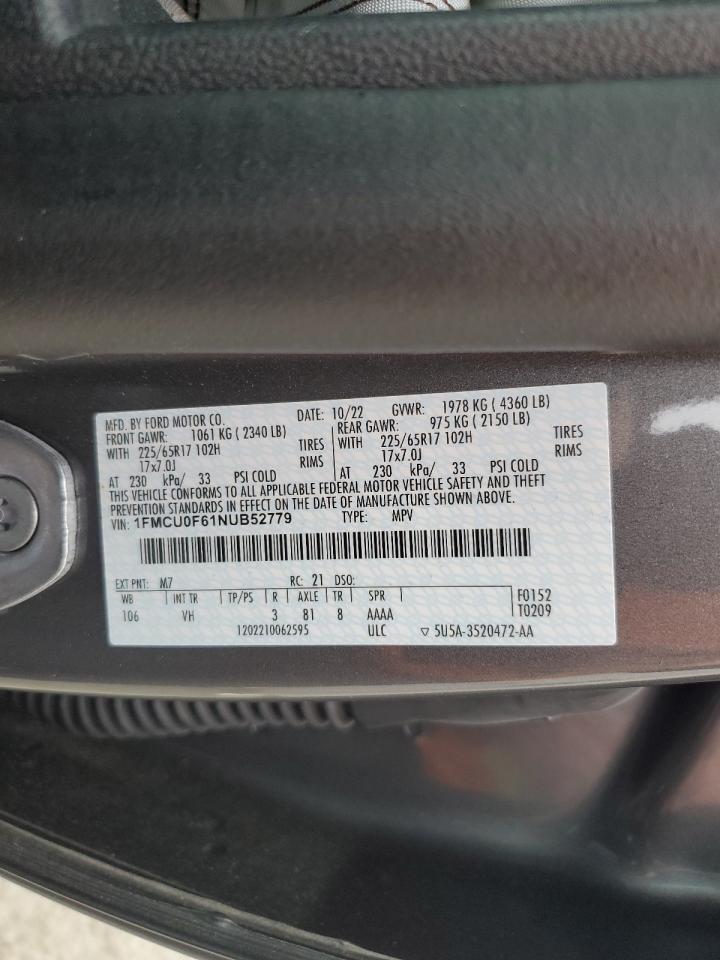 MFD. BY FORD MOTOR CO. DATE: 10/22 GVWR: 1978 KG ( 4360 LB)
FRONT GAWR: 1061 KG ( 2340 LB) REAR GAWR: 975 KG ( 2150 LB)
WITH 225/65R17 102H TIRES WITH 225/65R17 102H TIRES
17x7.0J RIMS 17x7.0J RIMS
AT 230 kPa/ 33 PSI COLD AT 230 kPa/ 33 PSI COLD
THIS VEHICLE CONFORMS TO ALL APPLICABLE FEDERAL MOTOR VEHICLE SAFETY AND THEFT
PREVENTION STANDARDS IN EFFECT ON THE DATE OF MANUFACTURE SHOWN ABOVE.
VIN: 1FMCU0F61NUB52779 TYPE: MPV
EXT PNT: M7 RC: 21 DSO:
WB INT TR TP/PS R AXLE TR SPR F0152
106 VH 3 81 8 AAAA T0209
1202210062595 ULC ▽ 5U5A-3520472-AA